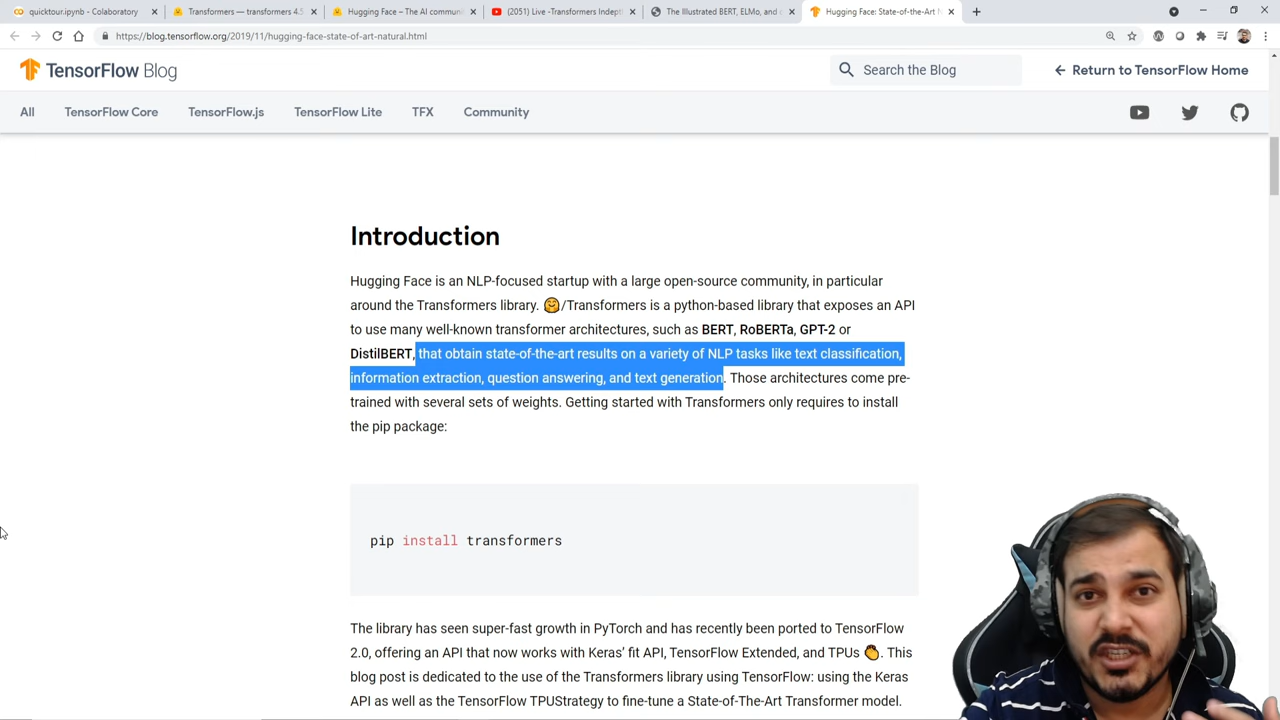 quicktour.ipynb - Colaboratory
Transformers — transformers 4.5
Hugging Face – The AI communi
(2051) Live -Transformers Indept
The Illustrated BERT, ELMo, and
Hugging Face: State-of-the-Art N
https://blog.tensorflow.org/2019/11/hugging-face-state-of-art-natural.html
TensorFlow Blog
Search the Blog
← Return to TensorFlow Home
All
TensorFlow Core
TensorFlow.js
TensorFlow Lite
TFX
Community
Introduction
Hugging Face is an NLP-focused startup with a large open-source community, in particular
around the Transformers library. 🤗/Transformers is a python-based library that exposes an API
to use many well-known transformer architectures, such as BERT, RoBERTa, GPT-2 or
DistilBERT, that obtain state-of-the-art results on a variety of NLP tasks like text classification,
information extraction, question answering, and text generation. Those architectures come pre-
trained with several sets of weights. Getting started with Transformers only requires to install
the pip package:
pip install transformers
The library has seen super-fast growth in PyTorch and has recently been ported to TensorFlow
2.0, offering an API that now works with Keras’ fit API, TensorFlow Extended, and TPUs 👏. This
blog post is dedicated to the use of the Transformers library using TensorFlow: using the Keras
API as well as the TensorFlow TPUStrategy to fine-tune a State-of-The-Art Transformer model.